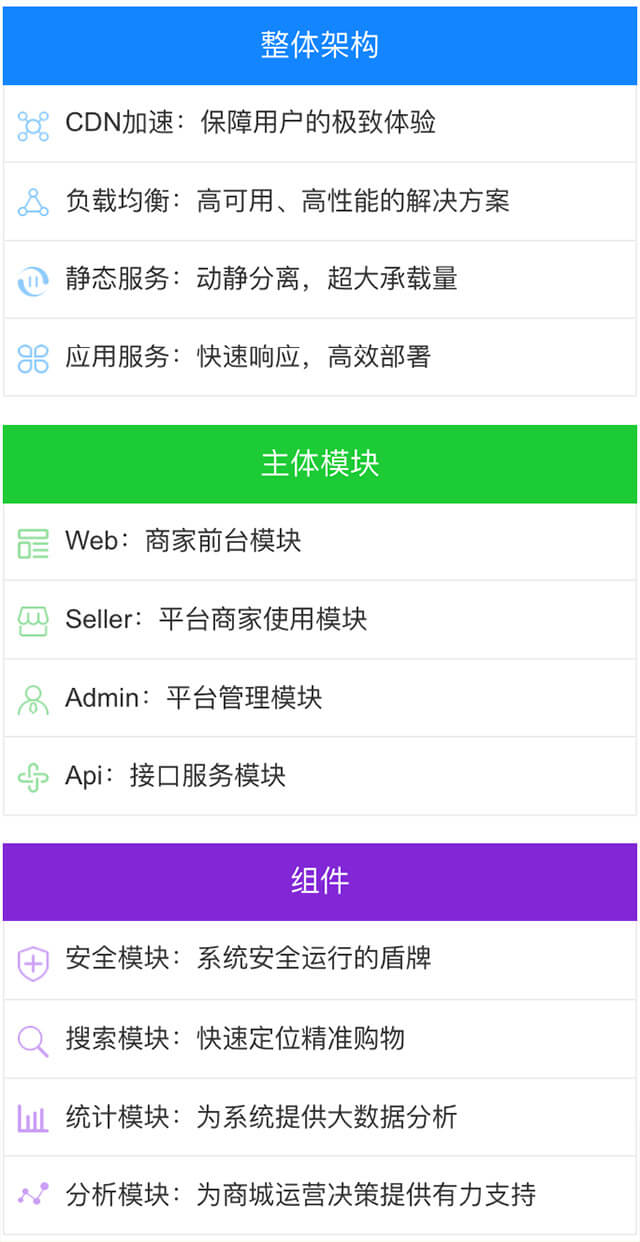 整体架构
CDN加速：保障用户的极致体验
负载均衡：高可用、高性能的解决方案
静态服务：动静分离，超大承载量
应用服务：快速响应，高效部署
主体模块
Web：商家前台模块
Seller：平台商家使用模块
Admin：平台管理模块
Api：接口服务模块
组件
安全模块：系统安全运行的盾牌
搜索模块：快速定位精准购物
统计模块：为系统提供大数据分析
分析模块：为商城运营决策提供有力支持